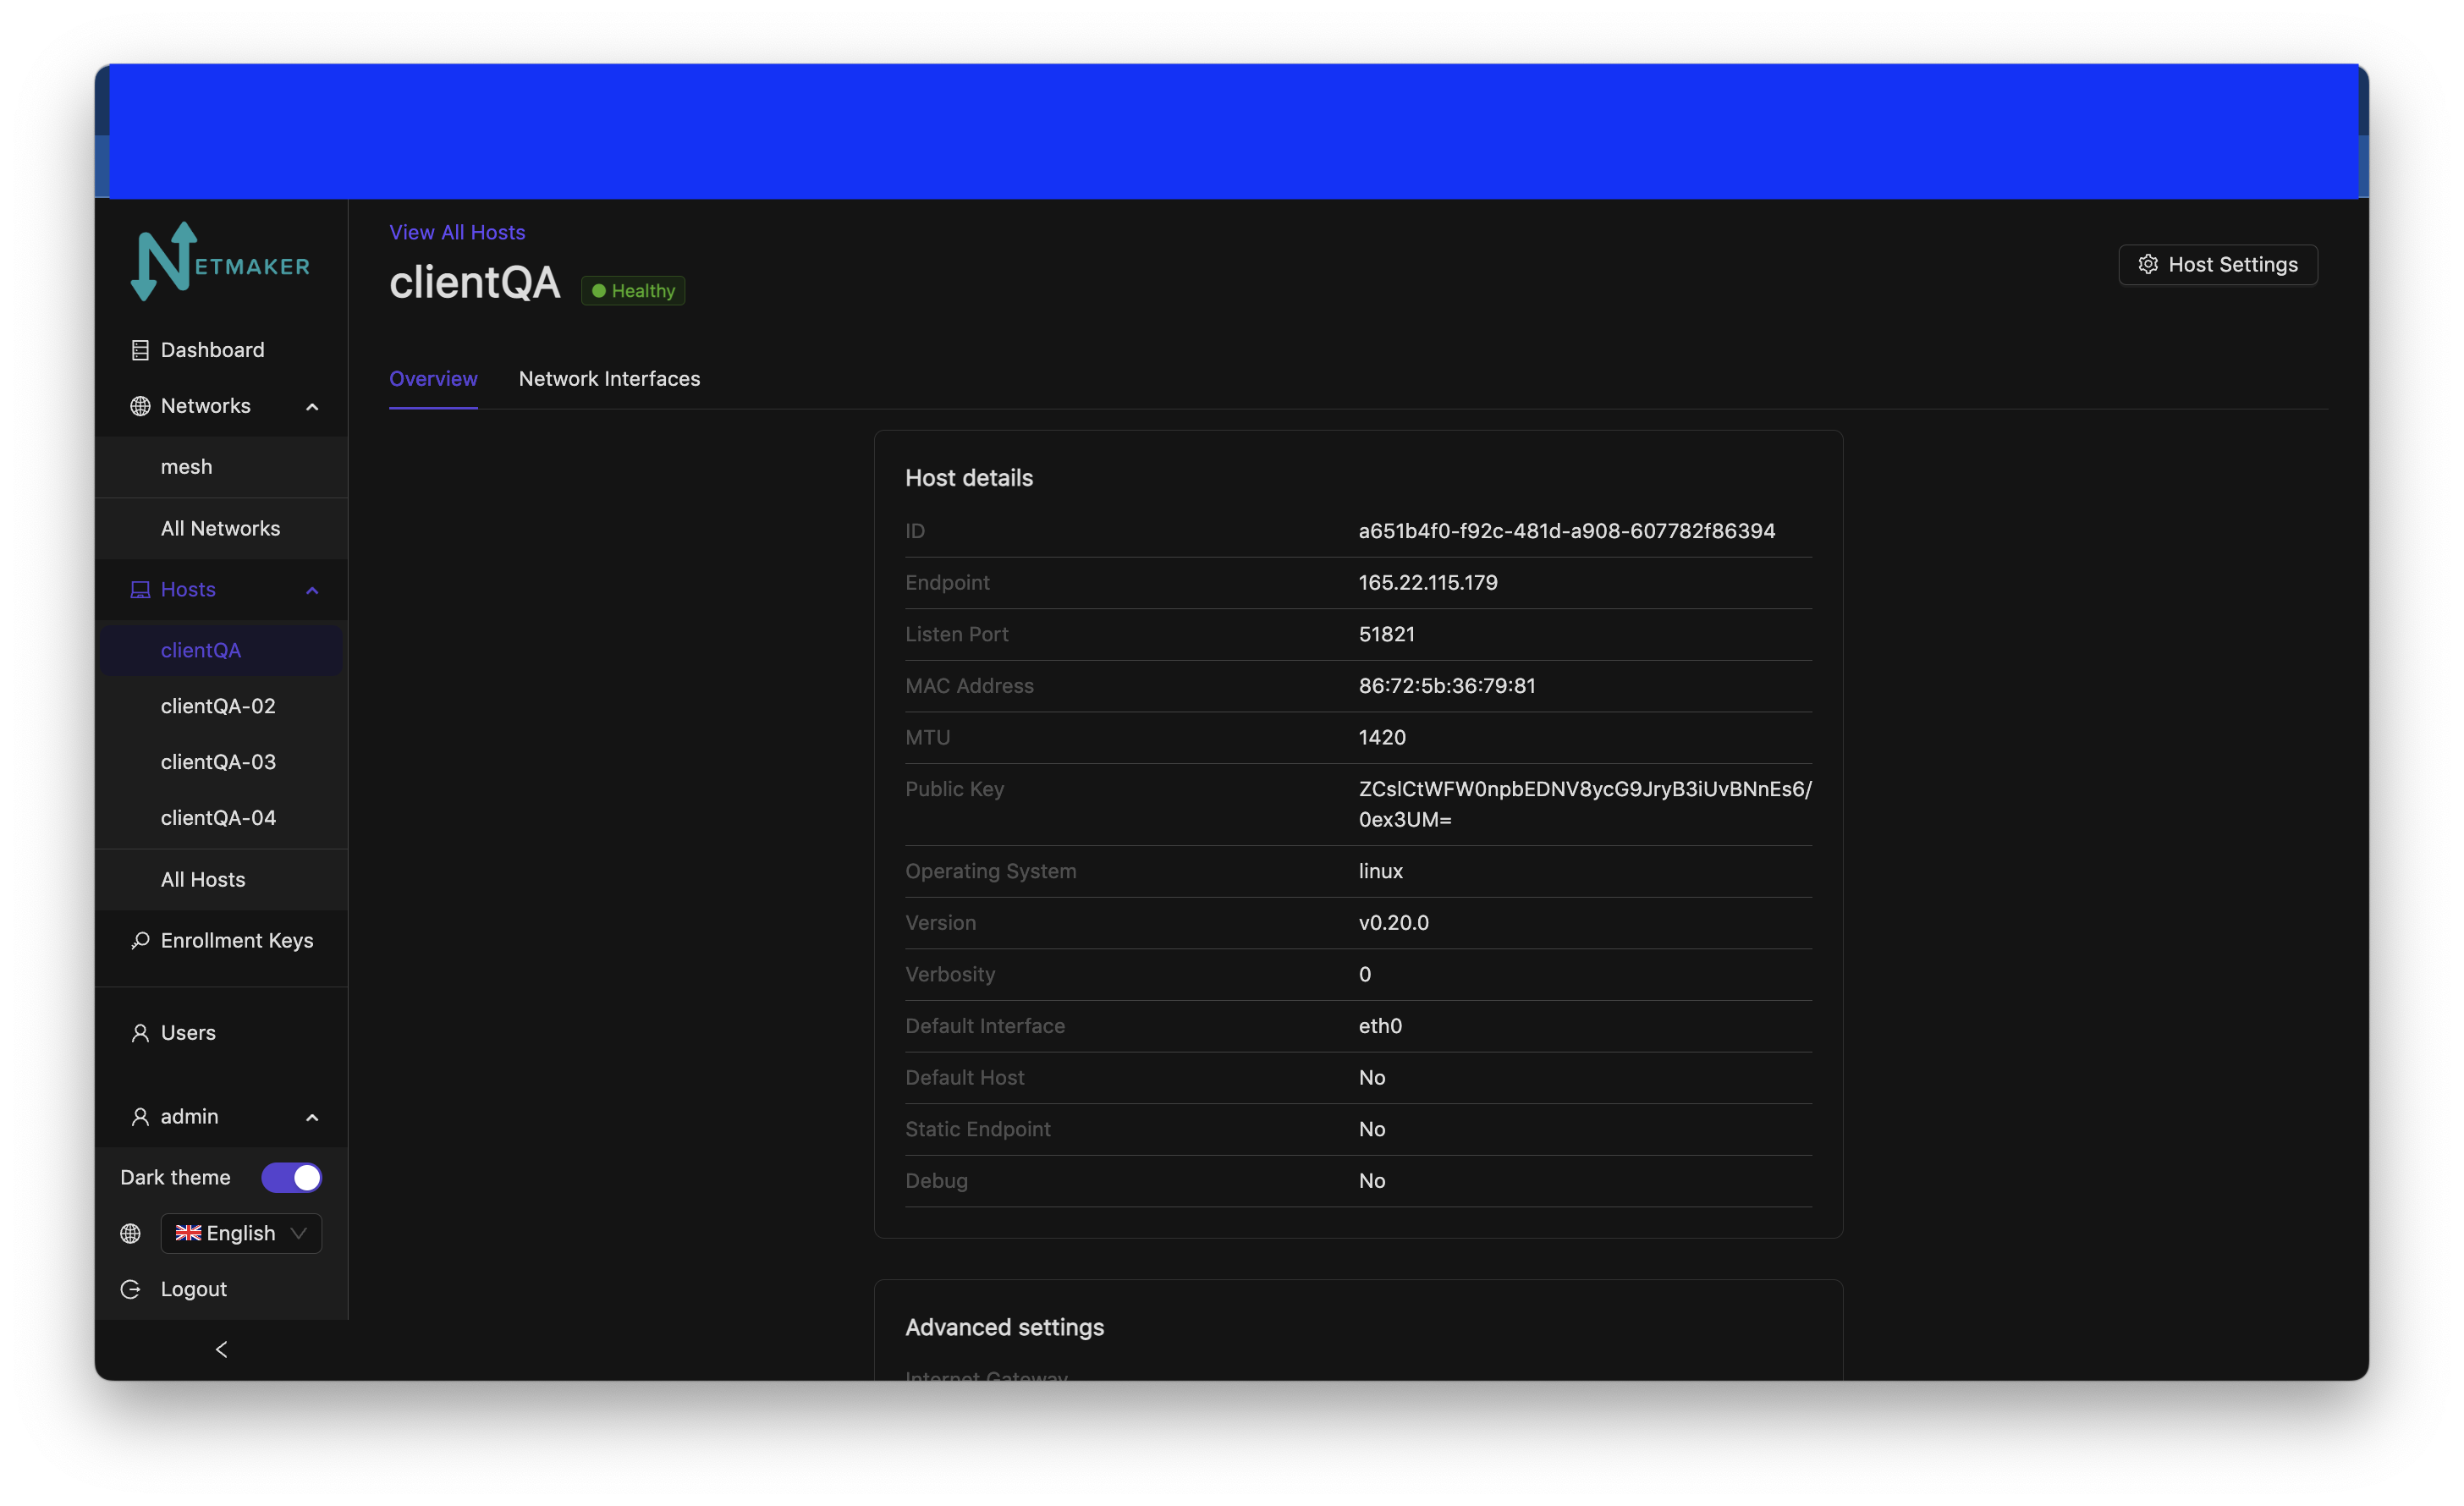 NETMAKER
Dashboard
Networks
mesh
All Networks
Hosts
clientQA
clientQA-02
clientQA-03
clientQA-04
All Hosts
Enrollment Keys
Users
admin
Dark theme
English
Logout
View All Hosts
clientQA
Healthy
Host Settings
Overview
Network Interfaces
Host details
ID a651b4f0-f92c-481d-a908-607782f86394
Endpoint 165.22.115.179
Listen Port 51821
MAC Address 86:72:5b:36:79:81
MTU 1420
Public Key ZCslCtWFW0npbEDNV8ycG9JryB3iUvBNnEs6/
0ex3UM=
Operating System linux
Version v0.20.0
Verbosity 0
Default Interface eth0
Default Host No
Static Endpoint No
Debug No
Advanced settings
Internet Gateway